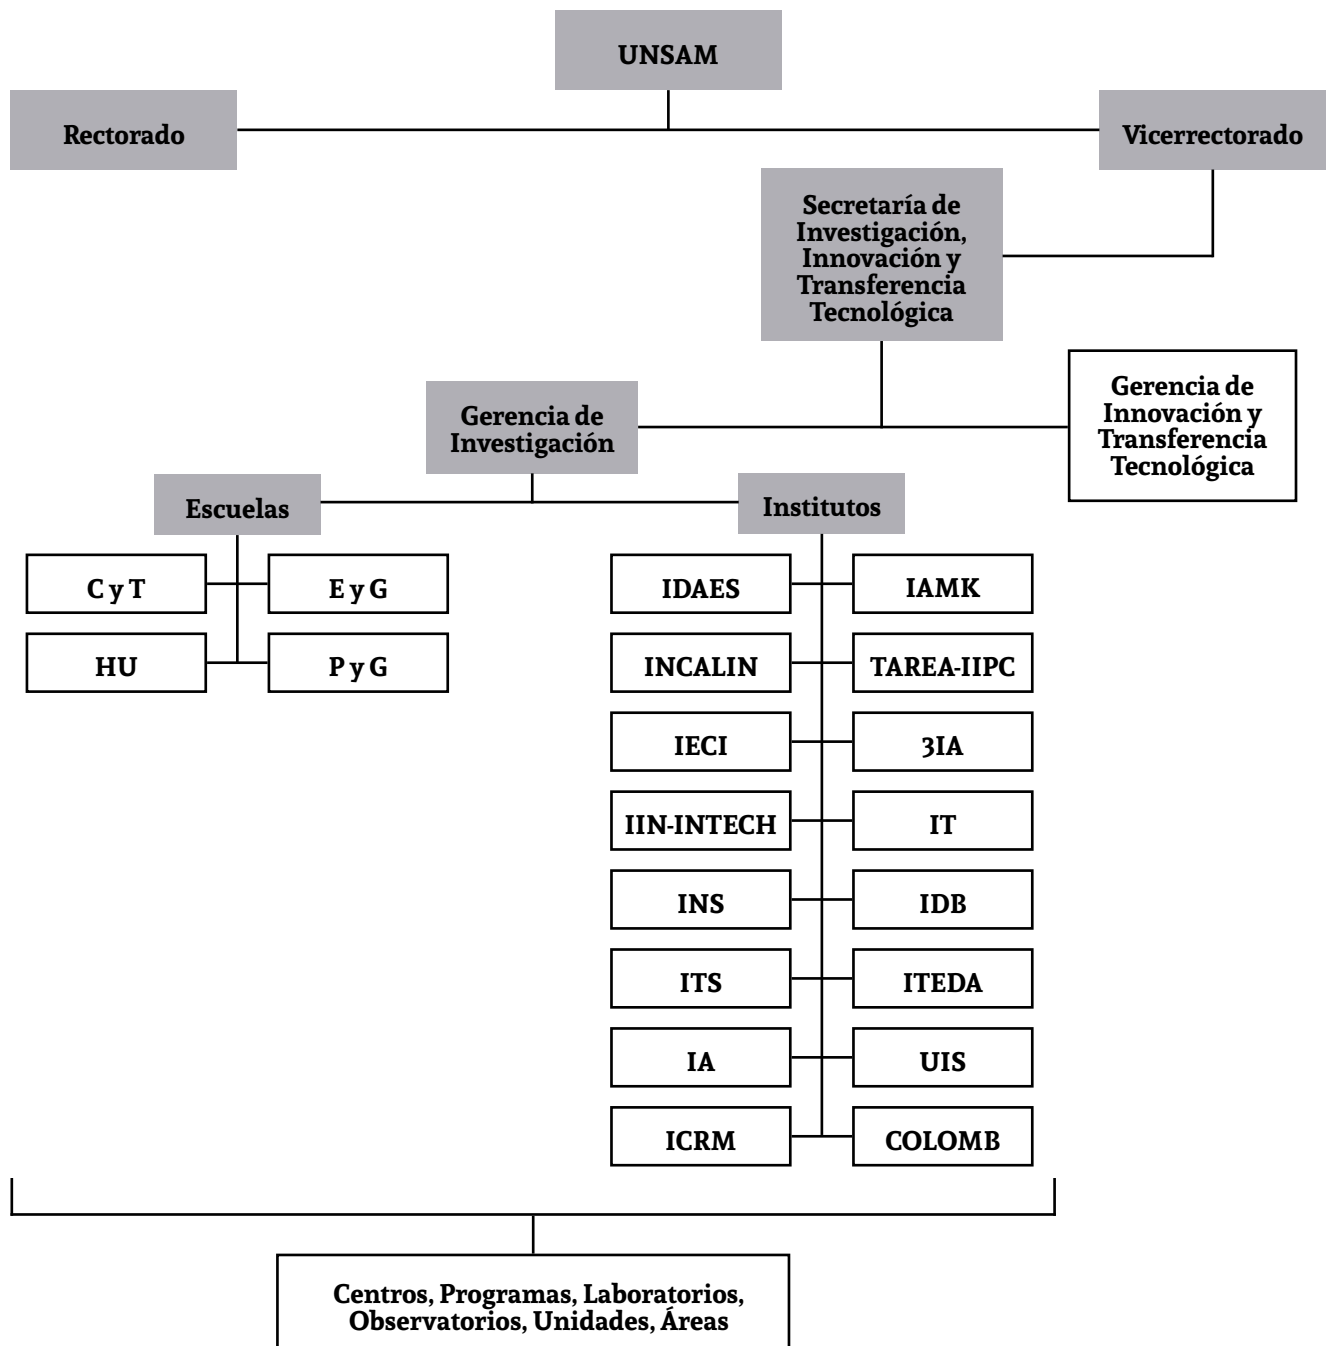 UNSAM
Rectorado
Vicerrectorado
Secretaría de
Investigación,
Innovación y
Transferencia
Tecnológica
Gerencia de
Innovación y
Transferencia
Tecnológica
Gerencia de
Investigación
Escuelas
Institutos
C y T
E y G
HU
P y G
IDAES
IAMK
INCALIN
TAREA-IIPC
IECI
3IA
IIN-INTECH
IT
INS
IDB
ITS
ITEDA
IA
UIS
ICRM
COLOMB
Centros, Programas, Laboratorios,
Observatorios, Unidades, Áreas